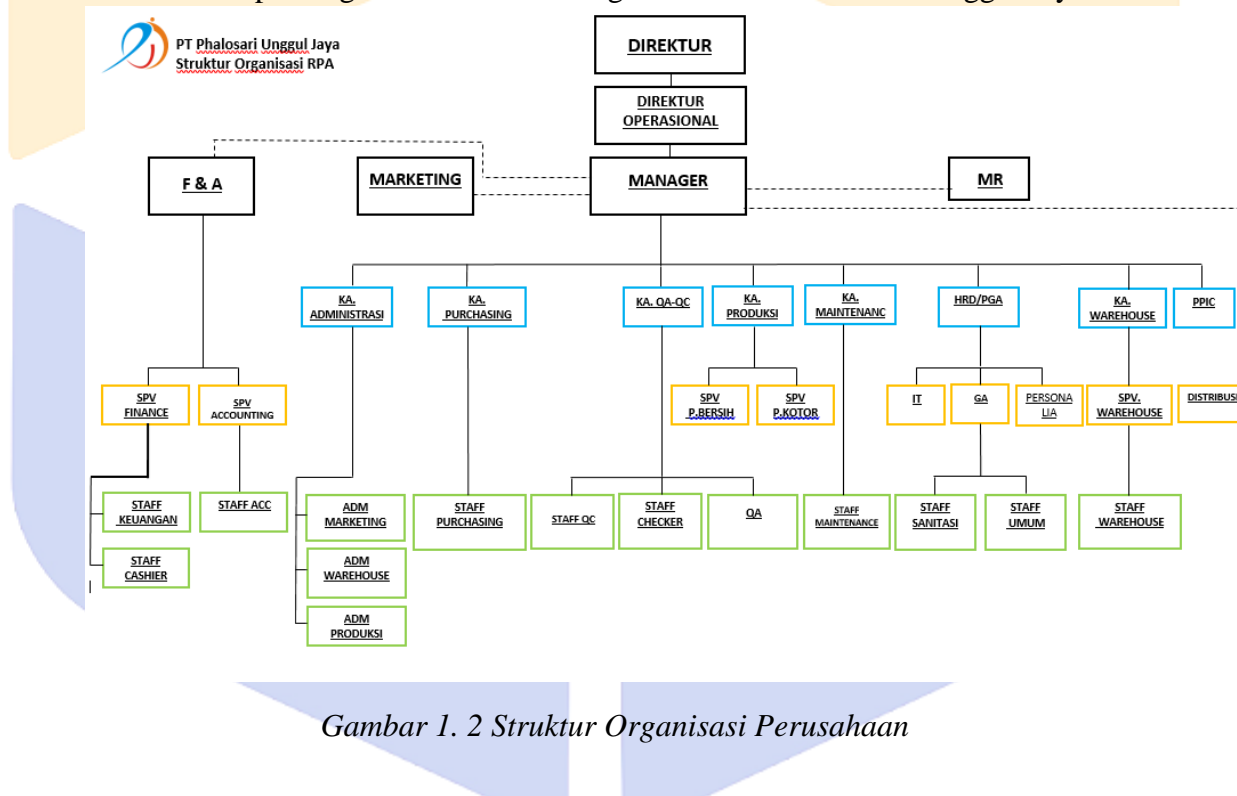 PT Phalosari Unggul Jaya
Struktur Organisasi RPA
DIREKTUR
DIREKTUR
OPERASIONAL
F & A
MARKETING
MANAGER
MR
KA.
ADMINISTRASI
KA.
PURCHASING
KA. QA-QC
KA.
PRODUKSI
KA.
MAINTENANC
HRD/PGA
KA.
WAREHOUSE
PPIC
SPV
FINANCE
SPV
ACCOUNTING
SPV
P.BERSIH
SPV
P.KOTOR
IT
GA
PERSONA
LIA
SPV.
WAREHOUSE
DISTRIBUSI
STAFF
KEUANGAN
STAFF ACC
ADM
MARKETING
STAFF
PURCHASING
STAFF QC
STAFF
CHECKER
QA
STAFF
MAINTENANCE
STAFF
SANITASI
STAFF
UMUM
STAFF
WAREHOUSE
STAFF
CASHIER
ADM
WAREHOUSE
ADM
PRODUKSI
Gambar 1. 2 Struktur Organisasi Perusahaan